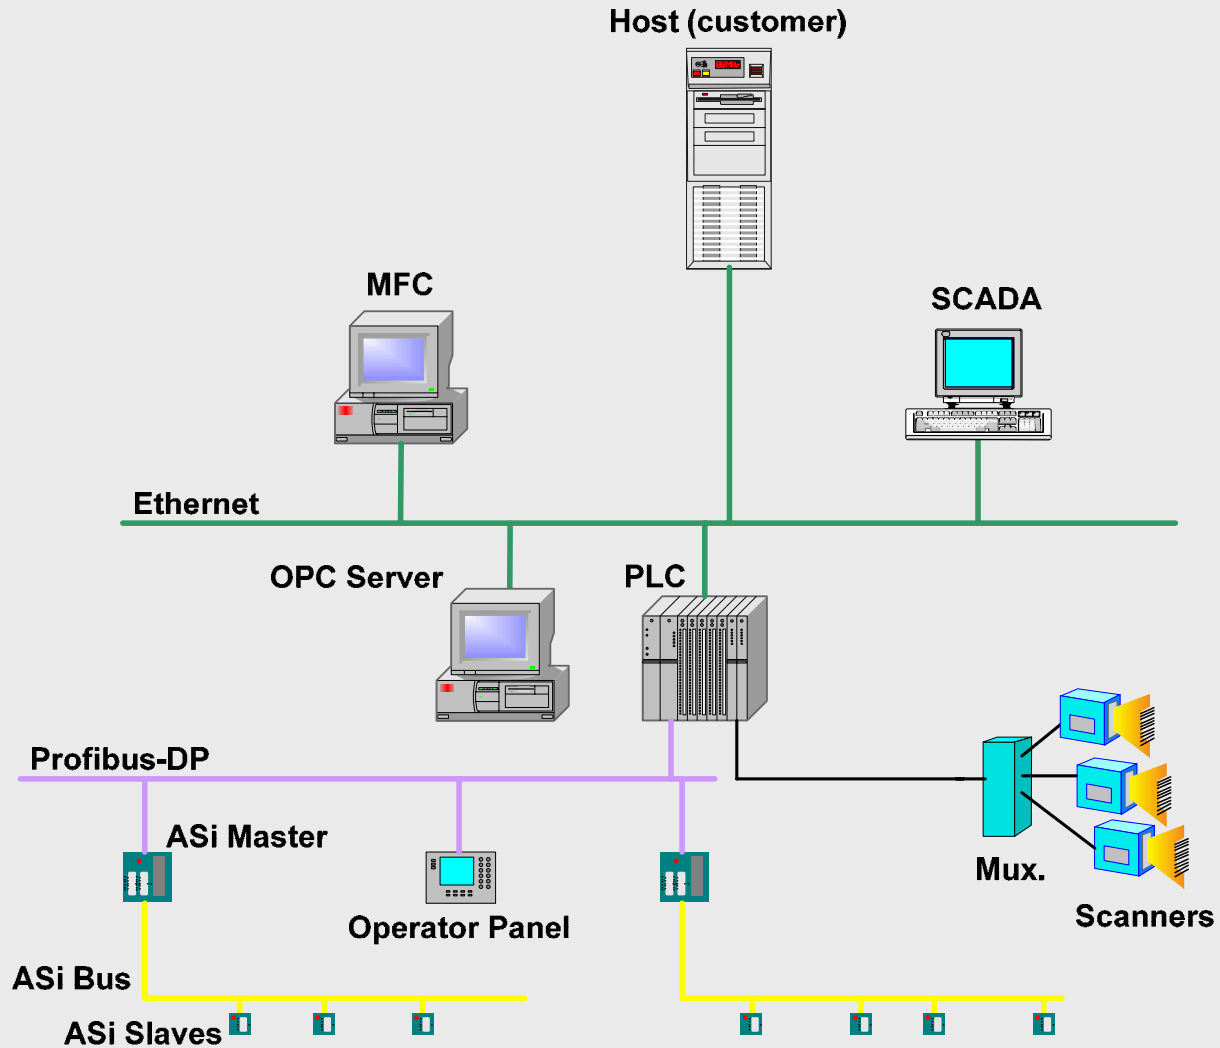 Host (customer)
MFC
SCADA
Ethernet
OPC Server
PLC
Profibus-DP
ASi Master
Mux.
Operator Panel
Scanners
ASi Bus
ASi Slaves